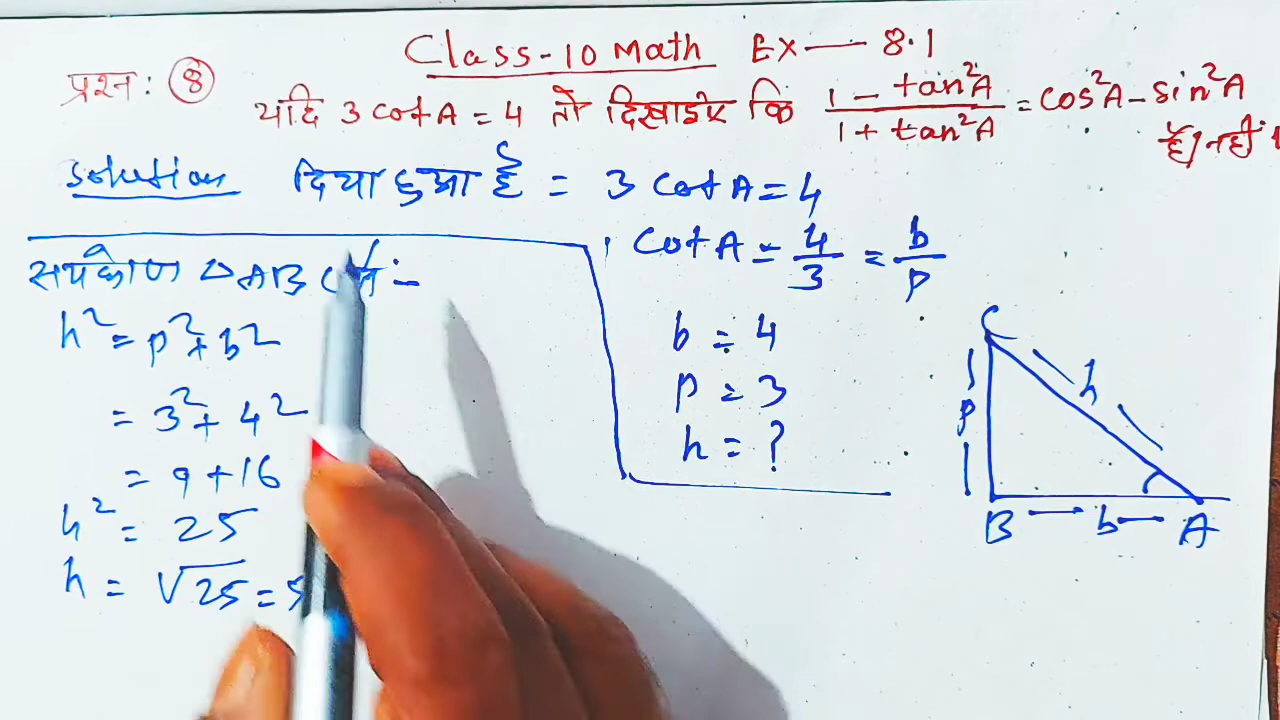 Class-10 Math Ex — 8.1
प्रश्न: 8
यदि 3 cot A = 4 तो दिखाइए कि (1 - tan²A)/(1 + tan²A) = cos²A - sin²A
है/नहीं
Solution दिया हुआ है = 3 cot A = 4
cot A = 4/3 = b/p
b = 4
p = 3
h = ?
समकोण △ABC में :-
h² = p² + b²
= 3² + 4²
= 9 + 16
h² = 25
h = √25 = 5
C
p
h
B — b — A